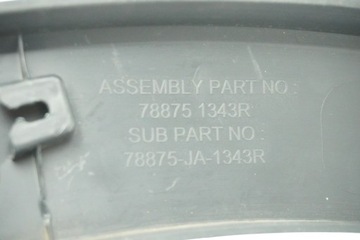 ASSEMBLY PART NO :
78875 1343R
SUB PART NO :
78875-JA-1343R